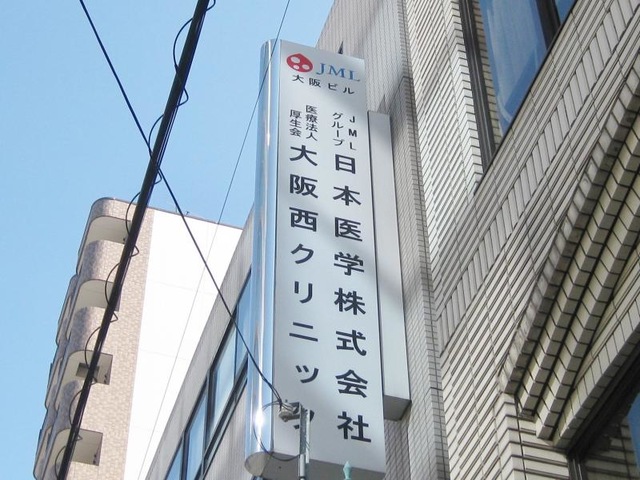 JML
大阪ビル
JML
グループ
日本医学株式会社
医療法人
厚生会
大阪西クリニック